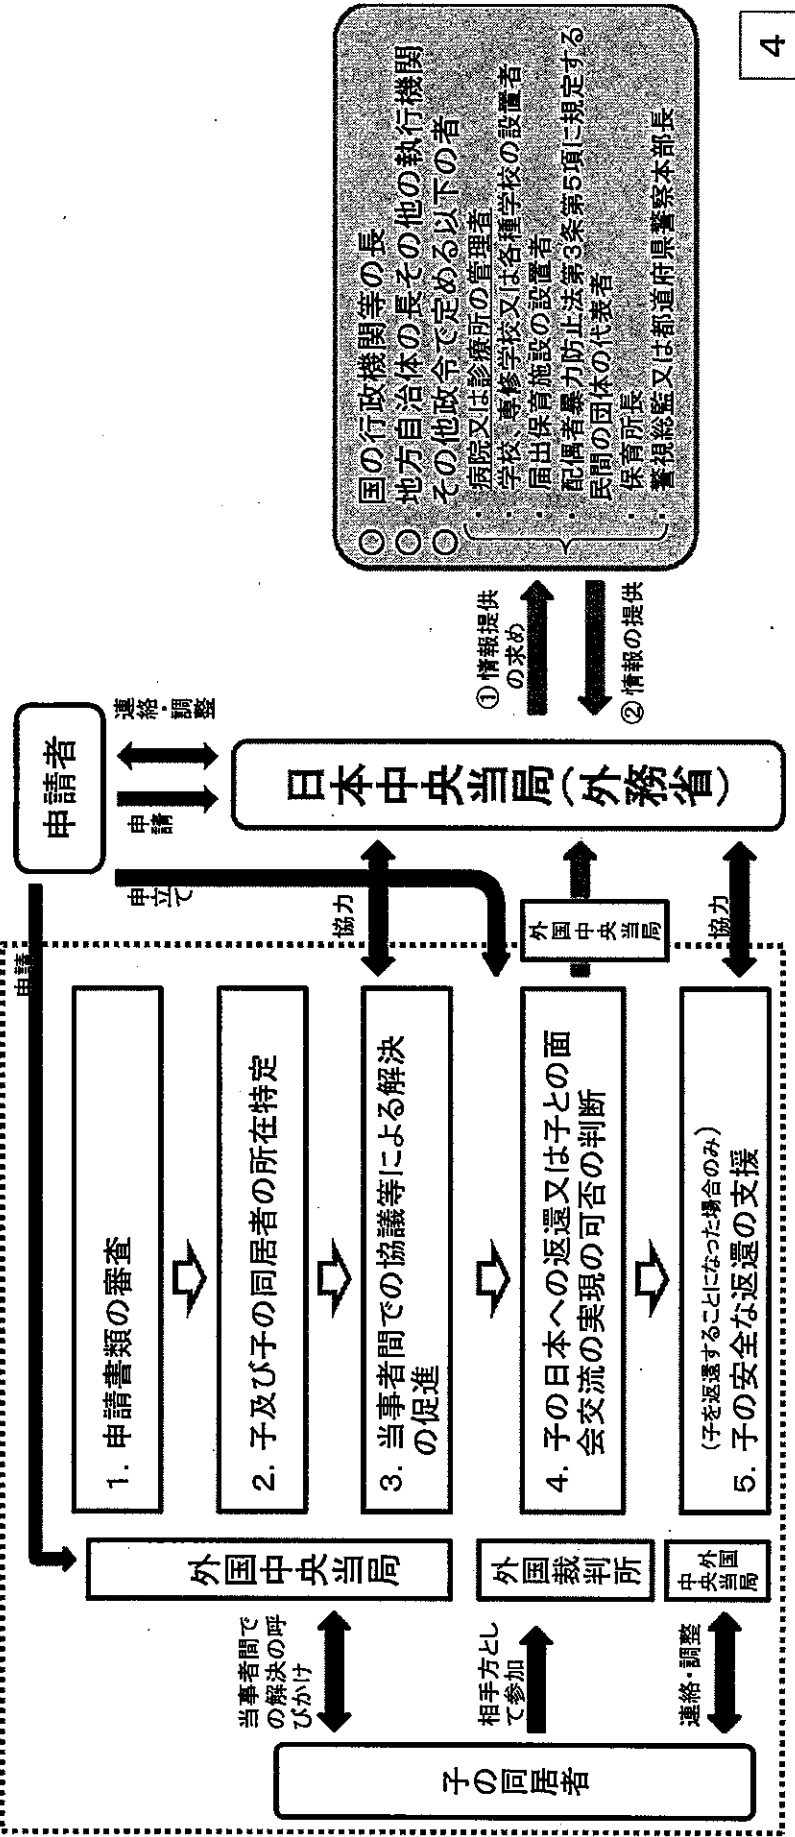 申請者
申請
申立て
申請
連絡・調整
1. 申請書類の審査
2. 子及び子の同居者の所在特定
3. 当事者間での協議等による解決
の促進
4. 子の日本への返還又は子との面
会交流の実現の可否の判断
(子を返還することになった場合のみ)
5. 子の安全な返還の支援
外国中央当局
外国裁判所
中央外国
当局
当事者間で
の解決の呼
びかけ
相手方とし
て参加
連絡・調整
子の同居者
協力
外国中央当局
協力
日本中央当局(外務省)
①情報提供
の求め
②情報の提供
○ 国の行政機関等の長
○ 地方自治体の長その他の執行機関
○ その他政令で定める以下の者
・ 病院又は診療所の管理者
・ 学校、専修学校又は各種学校の設置者
・ 届出保育施設の設置者
・ 配偶者暴力防止法第3条第5項に規定する
民間の団体の代表者
・ 保育所長
・ 警視総監又は都道府県警察本部長
4